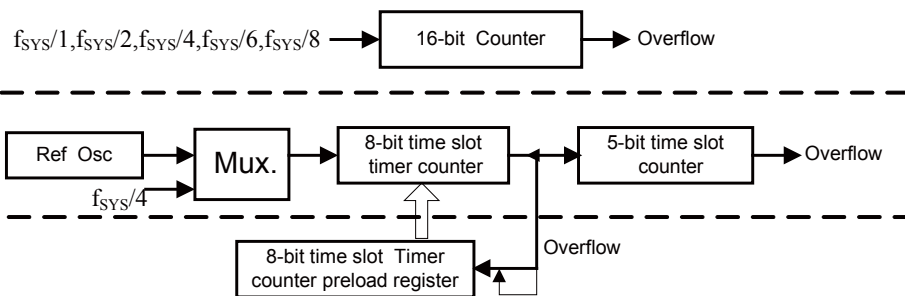 fSYS/1,fSYS/2,fSYS/4,fSYS/6,fSYS/8
16-bit Counter
Overflow
Ref Osc
fSYS/4
Mux.
8-bit time slot
timer counter
5-bit time slot
counter
Overflow
8-bit time slot Timer
counter preload register
Overflow